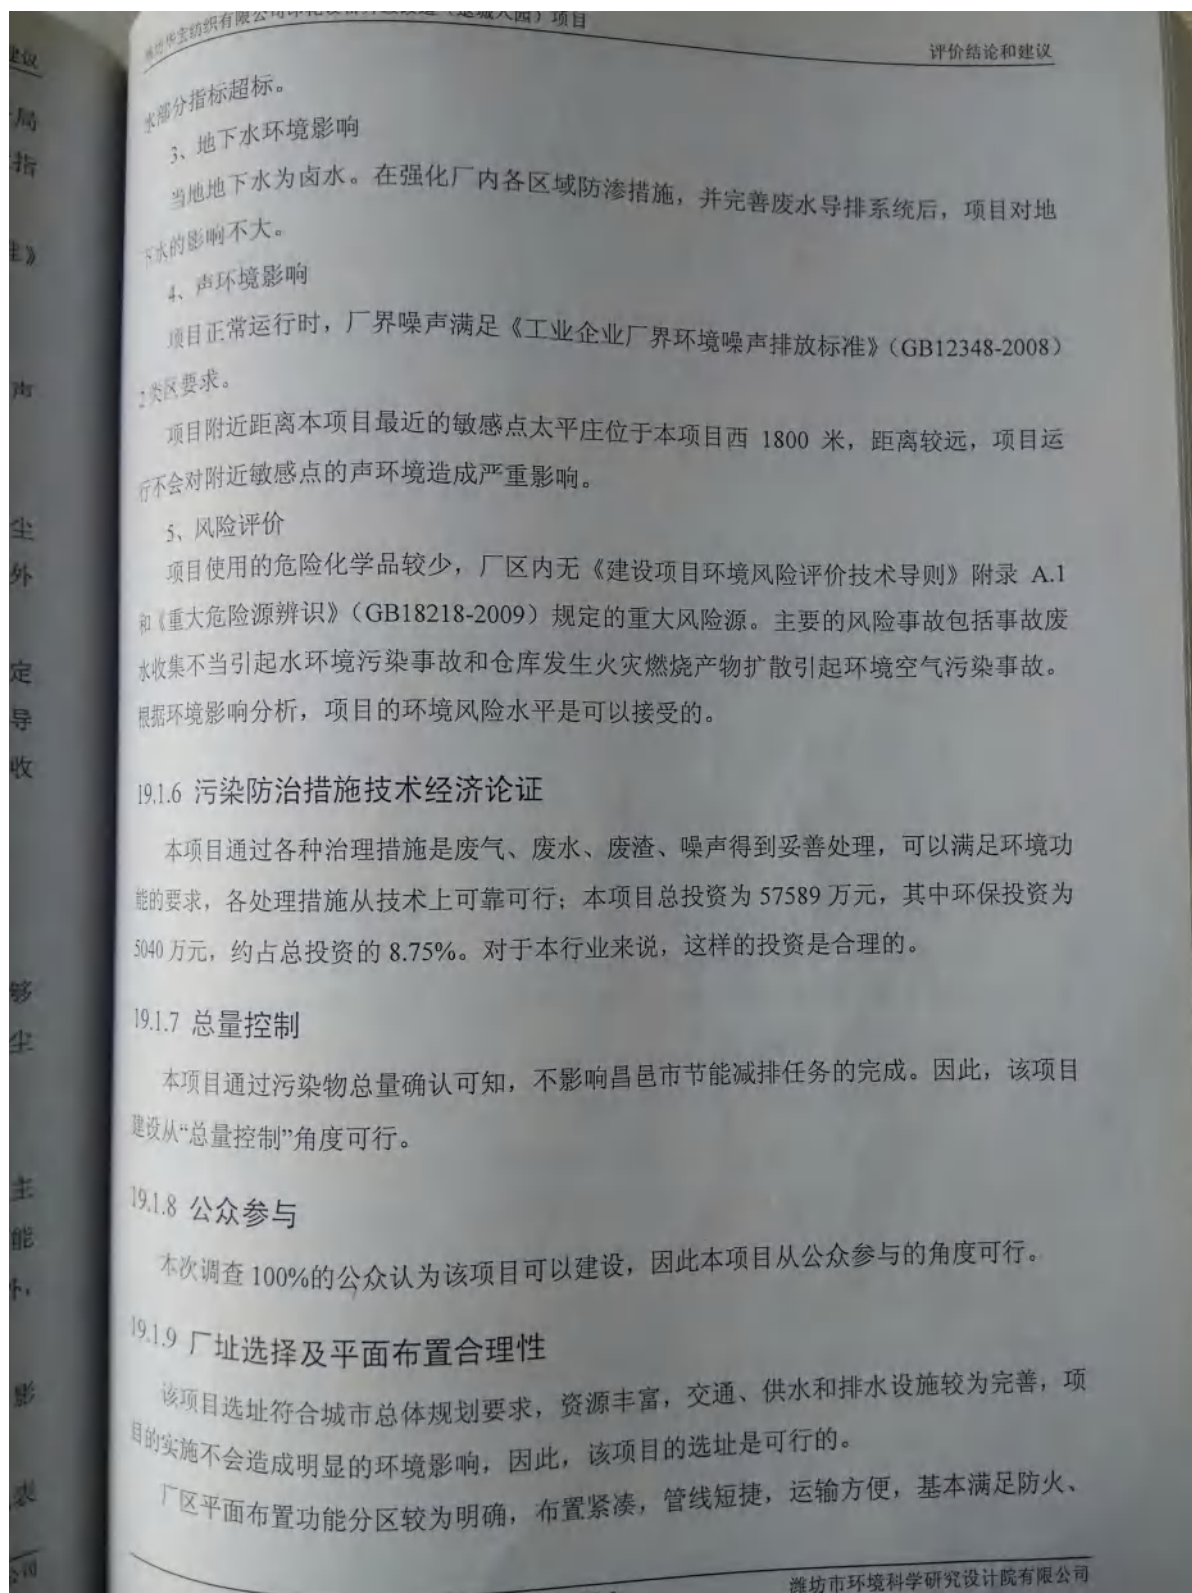 潍坊华宝纺织有限公司印花设备升级改造（退城入园）项目
评价结论和建议
水部分指标超标。
3、地下水环境影响
当地地下水为卤水。在强化厂内各区域防渗措施，并完善废水导排系统后，项目对地
下水的影响不大。
4、声环境影响
项目正常运行时，厂界噪声满足《工业企业厂界环境噪声排放标准》（GB12348-2008）
2类区要求。
项目附近距离本项目最近的敏感点太平庄位于本项目西 1800 米，距离较远，项目运
行不会对附近敏感点的声环境造成严重影响。
5、风险评价
项目使用的危险化学品较少，厂区内无《建设项目环境风险评价技术导则》附录 A.1
和《重大危险源辨识》（GB18218-2009）规定的重大风险源。主要的风险事故包括事故废
水收集不当引起水环境污染事故和仓库发生火灾燃烧产物扩散引起环境空气污染事故。
根据环境影响分析，项目的环境风险水平是可以接受的。
19.1.6 污染防治措施技术经济论证
本项目通过各种治理措施是废气、废水、废渣、噪声得到妥善处理，可以满足环境功
能的要求，各处理措施从技术上可靠可行；本项目总投资为 57589 万元，其中环保投资为
5040 万元，约占总投资的 8.75%。对于本行业来说，这样的投资是合理的。
19.1.7 总量控制
本项目通过污染物总量确认可知，不影响昌邑市节能减排任务的完成。因此，该项目
建设从“总量控制”角度可行。
19.1.8 公众参与
本次调查 100%的公众认为该项目可以建设，因此本项目从公众参与的角度可行。
19.1.9 厂址选择及平面布置合理性
该项目选址符合城市总体规划要求，资源丰富，交通、供水和排水设施较为完善，项
目的实施不会造成明显的环境影响，因此，该项目的选址是可行的。
厂区平面布置功能分区较为明确，布置紧凑，管线短捷，运输方便，基本满足防火、
潍坊市环境科学研究设计院有限公司